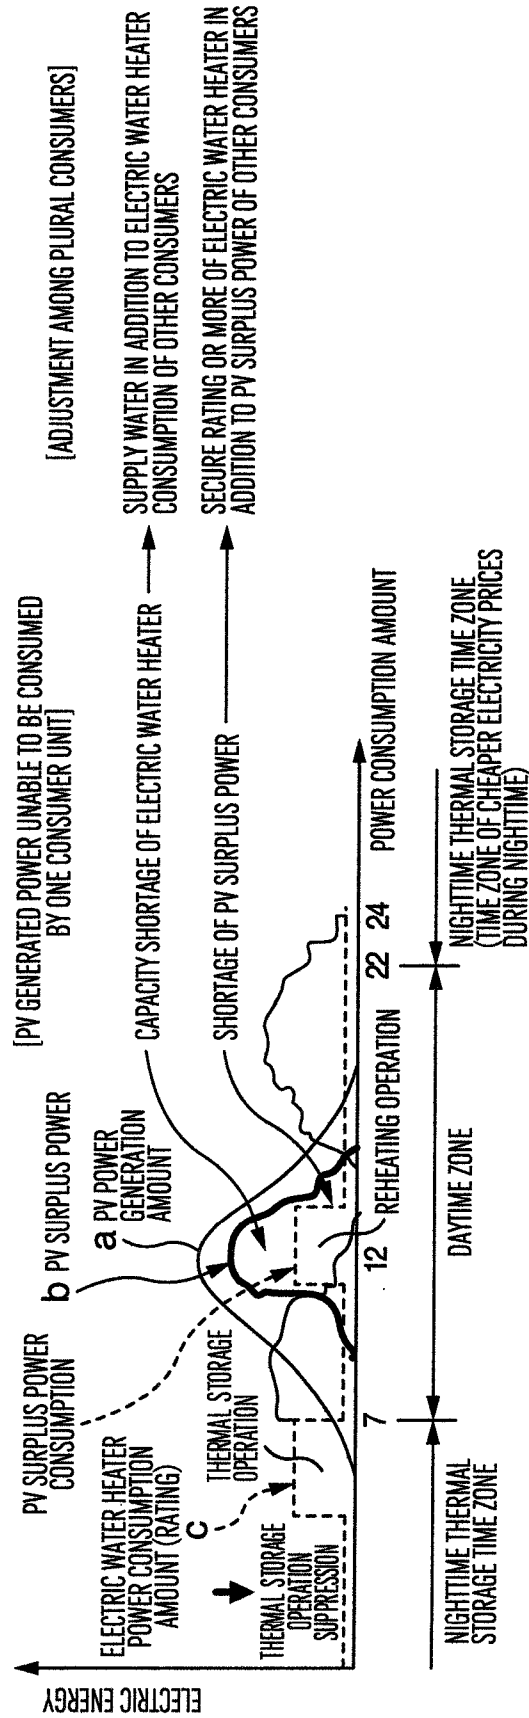 [PV GENERATED POWER UNABLE TO BE CONSUMED
BY ONE CONSUMER UNIT]
[ADJUSTMENT AMONG PLURAL CONSUMERS]
CAPACITY SHORTAGE OF ELECTRIC WATER HEATER
SUPPLY WATER IN ADDITION TO ELECTRIC WATER HEATER
CONSUMPTION OF OTHER CONSUMERS
SHORTAGE OF PV SURPLUS POWER
SECURE RATING OR MORE OF ELECTRIC WATER HEATER IN
ADDITION TO PV SURPLUS POWER OF OTHER CONSUMERS
PV SURPLUS POWER
CONSUMPTION
b PV SURPLUS POWER
a PV POWER
GENERATION
AMOUNT
ELECTRIC WATER HEATER
POWER CONSUMPTION
AMOUNT (RATING)
c
THERMAL STORAGE
OPERATION
THERMAL STORAGE
OPERATION
SUPPRESSION
ELECTRIC ENERGY
REHEATING OPERATION
POWER CONSUMPTION AMOUNT
7
12
22
24
NIGHTTIME THERMAL
STORAGE TIME ZONE
DAYTIME ZONE
NIGHTTIME THERMAL STORAGE TIME ZONE
(TIME ZONE OF CHEAPER ELECTRICITY PRICES
DURING NIGHTTIME)